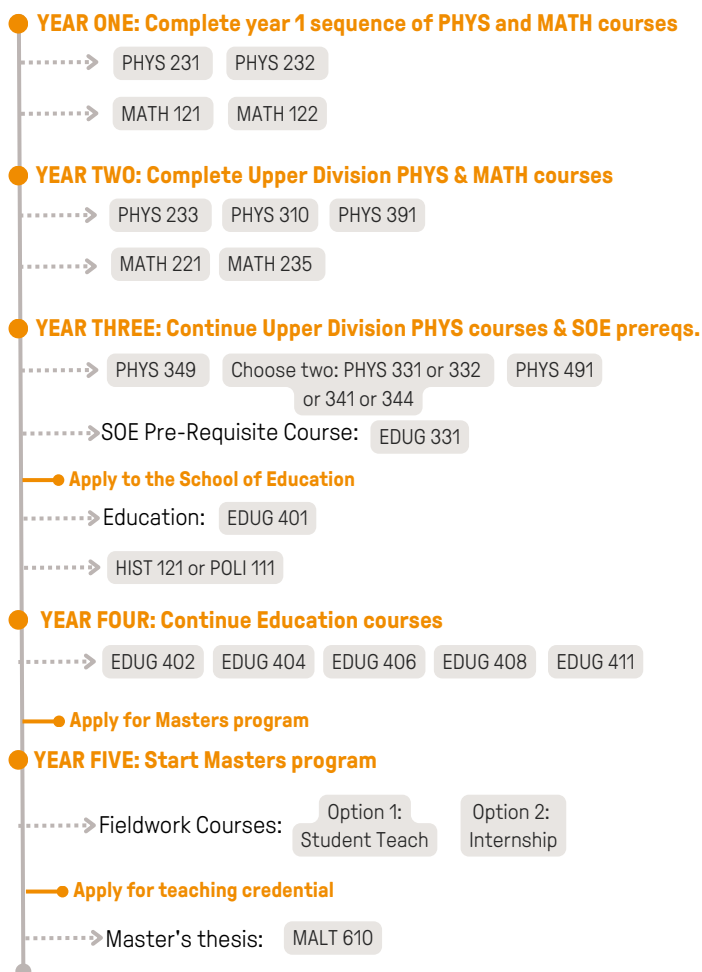 YEAR ONE: Complete year 1 sequence of PHYS and MATH courses
PHYS 231 PHYS 232
MATH 121 MATH 122
YEAR TWO: Complete Upper Division PHYS & MATH courses
PHYS 233 PHYS 310 PHYS 391
MATH 221 MATH 235
YEAR THREE: Continue Upper Division PHYS courses & SOE prereqs.
PHYS 349 Choose two: PHYS 331 or 332 PHYS 491
or 341 or 344
SOE Pre-Requisite Course: EDUG 331
Apply to the School of Education
Education: EDUG 401
HIST 121 or POLI 111
YEAR FOUR: Continue Education courses
EDUG 402 EDUG 404 EDUG 406 EDUG 408 EDUG 411
Apply for Masters program
YEAR FIVE: Start Masters program
Fieldwork Courses: Option 1: Option 2:
Student Teach Internship
Apply for teaching credential
Master's thesis: MALT 610